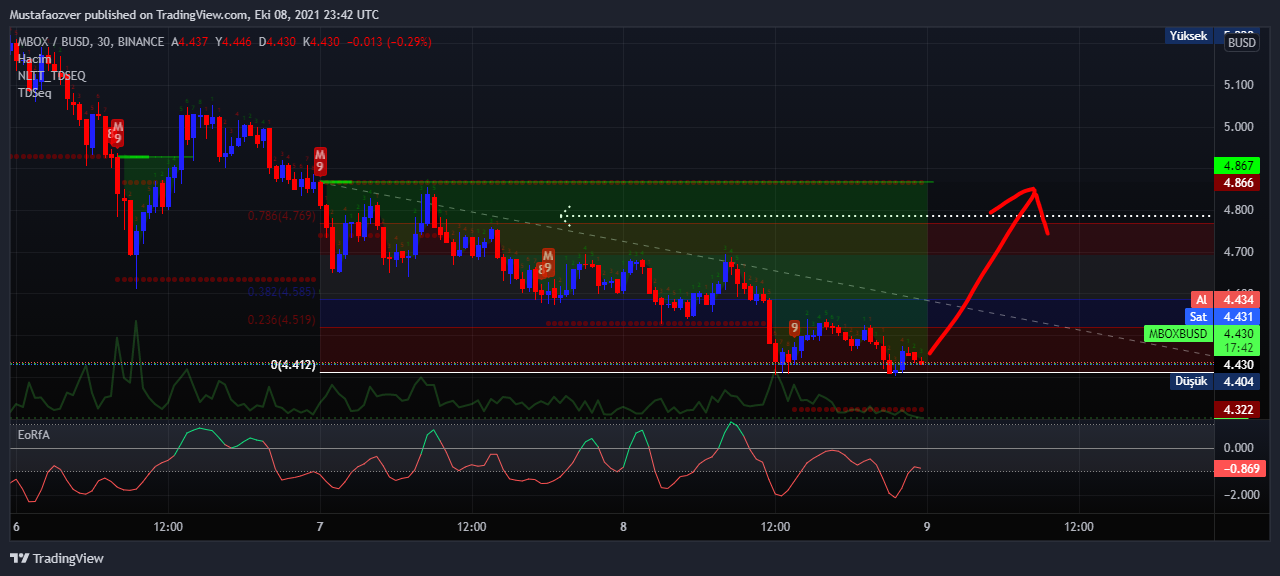 Mustafaozver published on TradingView.com, Eki 08, 2021 23:42 UTC
MBOX / BUSD, 30, BINANCE A4.437 Y4.446 D4.430 K4.430 −0.013 (−0.29%)
Hacim
NLTT_TDSEQ
TDSeq
Yüksek
BUSD
5.100
5.000
4.867
4.866
4.800
4.700
4.600
Al 4.434
Sat 4.431
MBOXBUSD 4.430
17:42
4.430
Düşük 4.404
4.322
M
8 9
M
9
M
8 9
9
0.786(4.769)
0.382(4.585)
0.236(4.519)
0(4.412)
EoRfA
0.000
−0.869
−2.000
6 12:00 7 12:00 8 12:00 9 12:00
TradingView